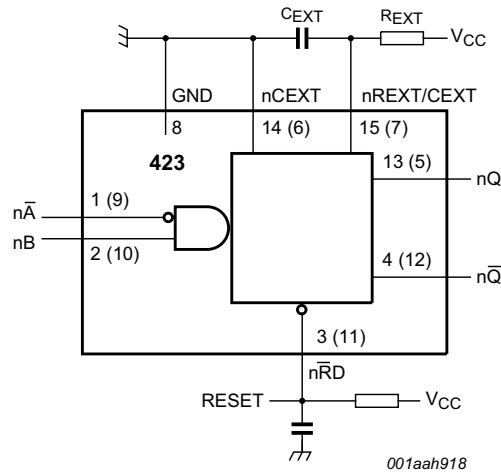 CEXT
REXT
VCC
GND
nCEXT
nREXT/CEXT
8
14 (6)
15 (7)
423
13 (5)
nQ
nA̅
1 (9)
nB
2 (10)
4 (12)
nQ̅
3 (11)
nR̅D
RESET
VCC
001aah918